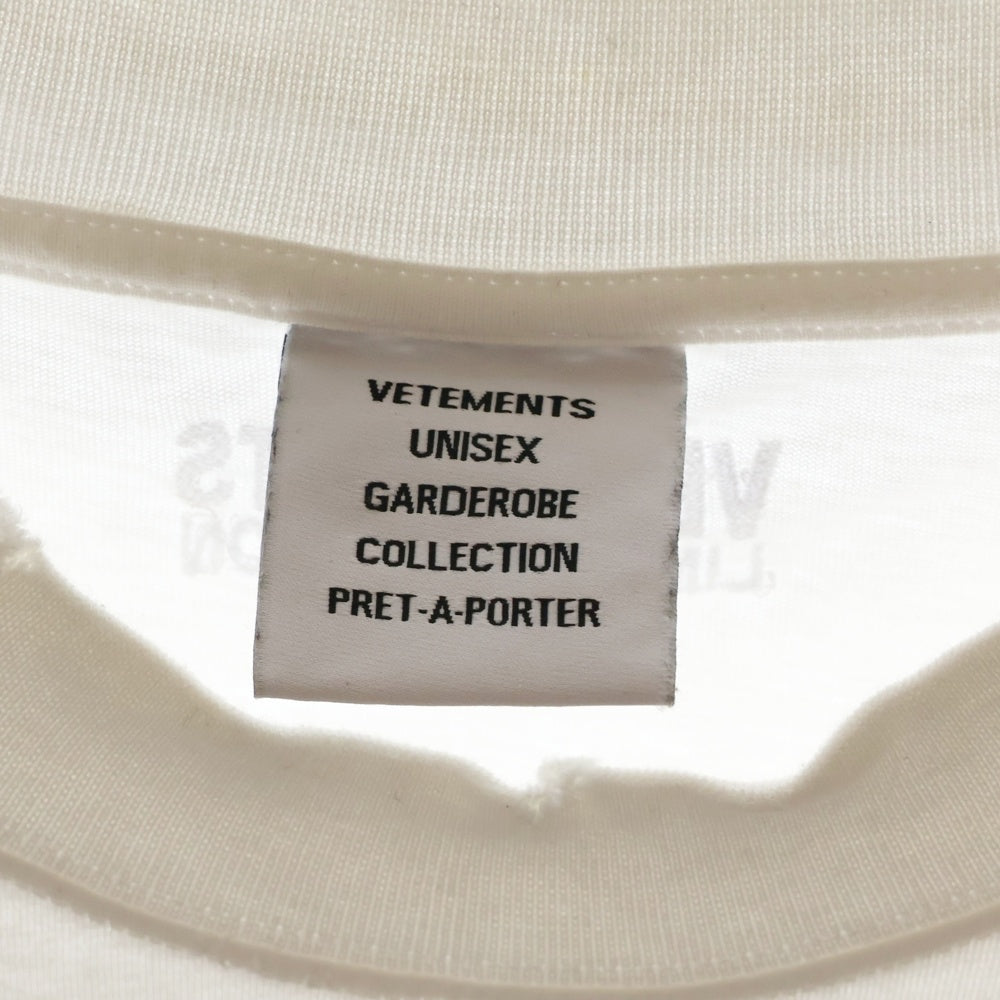 VETEMENTS
UNISEX
GARDEROBE
COLLECTION
PRET-A-PORTER